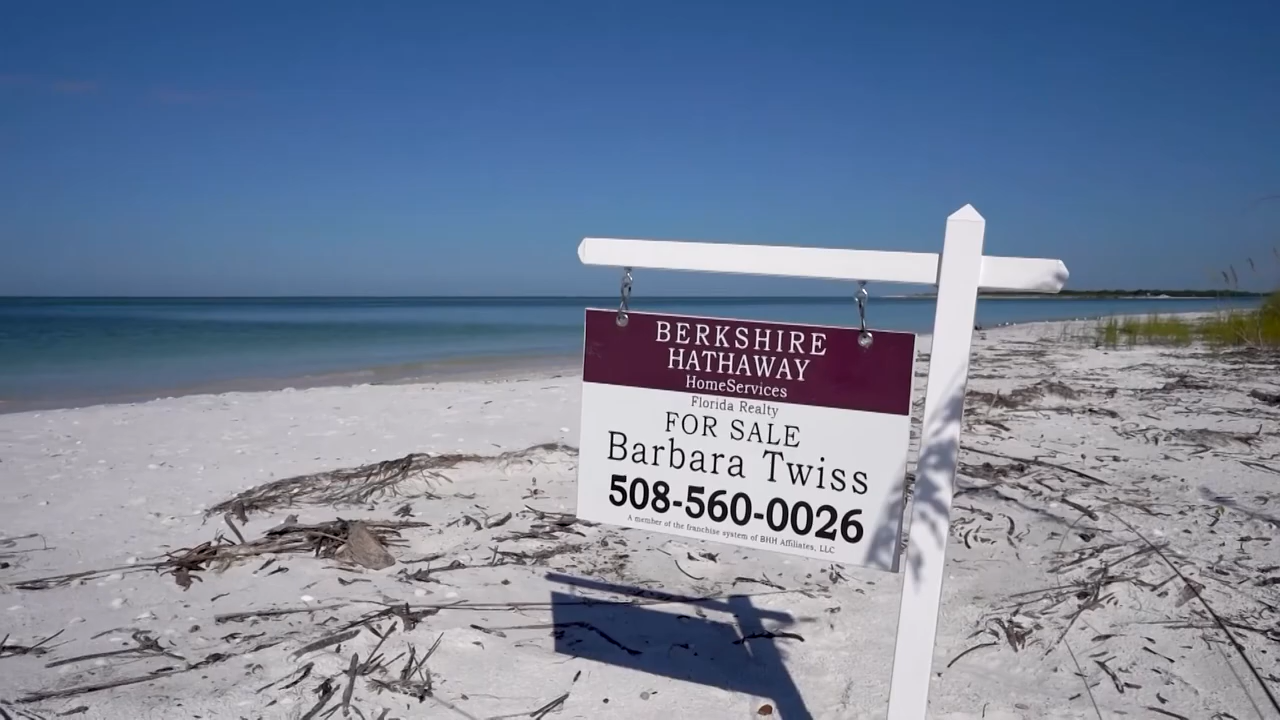 BERKSHIRE
HATHAWAY
HomeServices
Florida Realty
FOR SALE
Barbara Twiss
508-560-0026
A member of the franchise system of BHH Affiliates, LLC